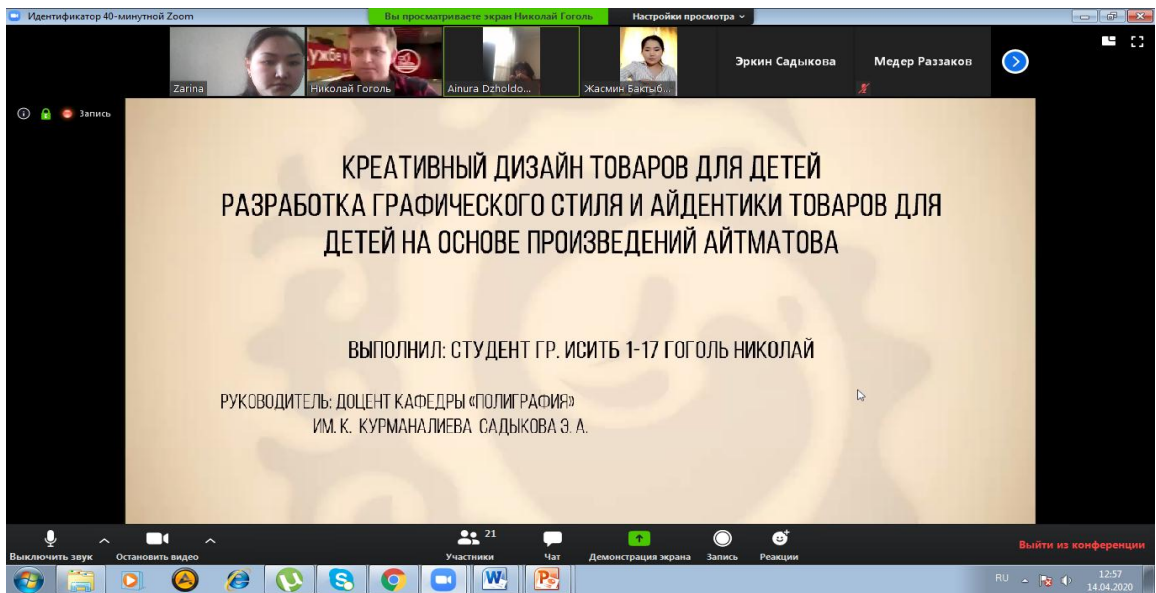 Идентификатор 40-минутной Zoom
Вы просматриваете экран Николай Гоголь
Настройки просмотра
Zarina
Николай Гоголь
Ainura Dzholdo...
Жасмин Бактыб...
Эркин Садыкова
Медер Раззаков
Запись
КРЕАТИВНЫЙ ДИЗАЙН ТОВАРОВ ДЛЯ ДЕТЕЙ
РАЗРАБОТКА ГРАФИЧЕСКОГО СТИЛЯ И АЙДЕНТИКИ ТОВАРОВ ДЛЯ
ДЕТЕЙ НА ОСНОВЕ ПРОИЗВЕДЕНИЙ АЙТМАТОВА
ВЫПОЛНИЛ: СТУДЕНТ ГР. ИСИТБ 1-17 ГОГОЛЬ НИКОЛАЙ
РУКОВОДИТЕЛЬ: ДОЦЕНТ КАФЕДРЫ «ПОЛИГРАФИЯ»
ИМ. К. КУРМАНАЛИЕВА САДЫКОВА Э. А.
Выключить звук
Остановить видео
21
Участники
Чат
Демонстрация экрана
Запись
Реакции
Выйти из конференции
RU
12:57
14.04.2020